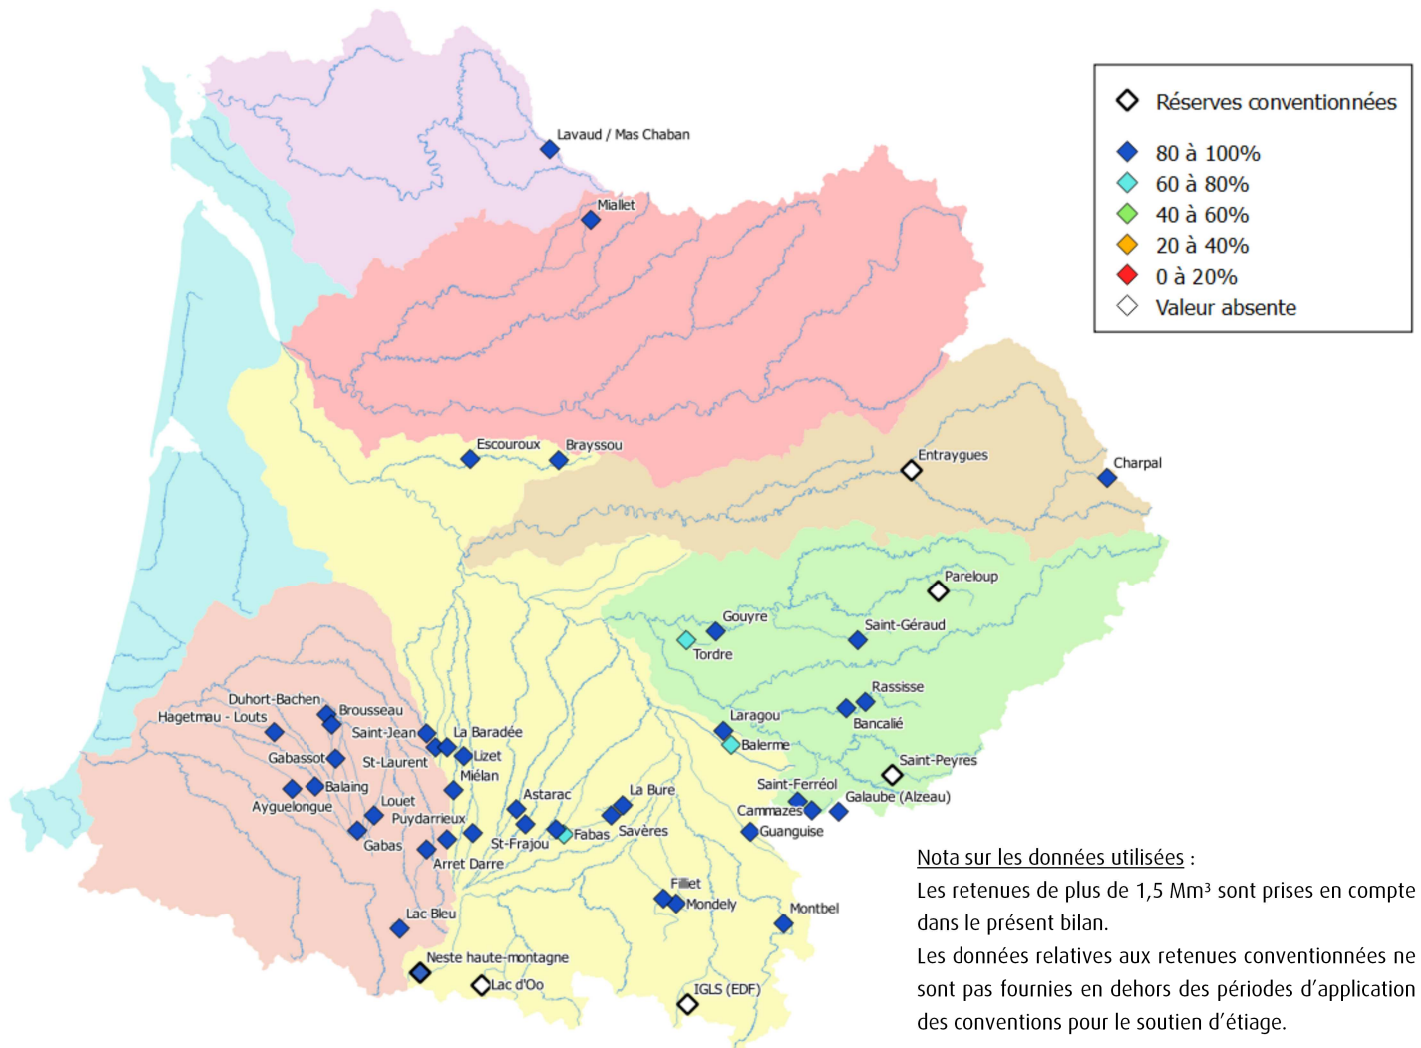 Réserves conventionnées
80 à 100%
60 à 80%
40 à 60%
20 à 40%
0 à 20%
Valeur absente
Lavaud / Mas Chaban
Miallet
Escouroux
Brayssou
Entraygues
Charpal
Pareloup
Gouyre
Saint-Géraud
Tordre
Rassisse
Bancalié
Duhort-Bachen
Brousseau
Hagetmau - Louts
Saint-Jean
La Baradée
Laragou
Balerme
Gabassot
St-Laurent
Lizet
Saint-Peyres
Miélan
Balaing
Ayguelongue
Louet
Astarac
La Bure
Saint-Ferréol
Galaube (Alzeau)
Puydarrieux
Cammazes
Gabas
St-Frajou
Fabas
Savères
Guanguise
Arret Darre
Filliet
Mondely
Montbel
Lac Bleu
Neste haute-montagne
Lac d'Oo
IGLS (EDF)
Nota sur les données utilisées :
Les retenues de plus de 1,5 Mm³ sont prises en compte
dans le présent bilan.
Les données relatives aux retenues conventionnées ne
sont pas fournies en dehors des périodes d'application
des conventions pour le soutien d'étiage.